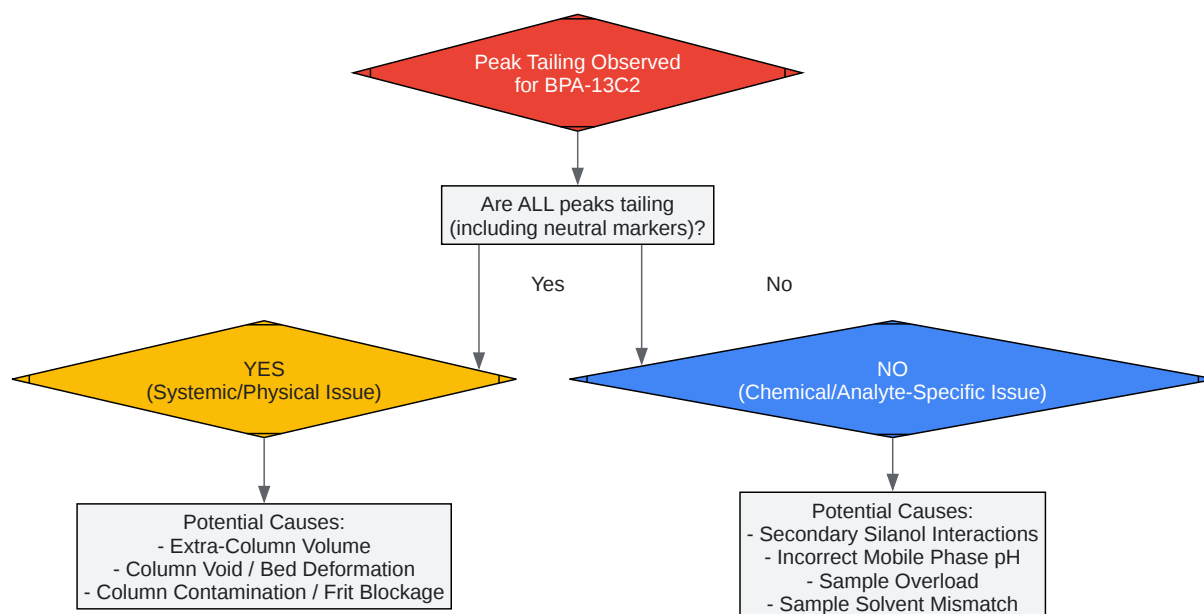 Peak Tailing Observed
for BPA-13C2
Are ALL peaks tailing
(including neutral markers)?
Yes
No
YES
(Systemic/Physical Issue)
NO
(Chemical/Analyte-Specific Issue)
Potential Causes:
- Extra-Column Volume
- Column Void / Bed Deformation
- Column Contamination / Frit Blockage
Potential Causes:
- Secondary Silanol Interactions
- Incorrect Mobile Phase pH
- Sample Overload
- Sample Solvent Mismatch